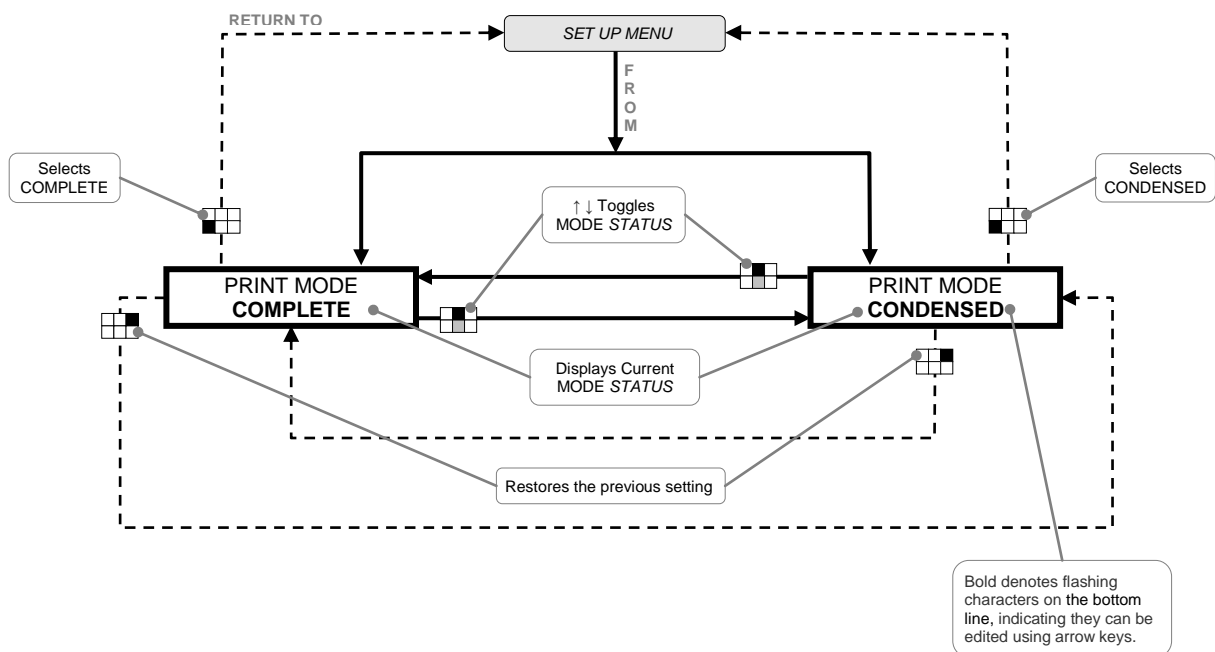 RETURN TO
SET UP MENU
F
R
O
M
Selects
COMPLETE
Selects
CONDENSED
↑ ↓ Toggles
MODE STATUS
PRINT MODE
COMPLETE
PRINT MODE
CONDENSED
Displays Current
MODE STATUS
Restores the previous setting
Bold denotes flashing
characters on the bottom
line, indicating they can be
edited using arrow keys.